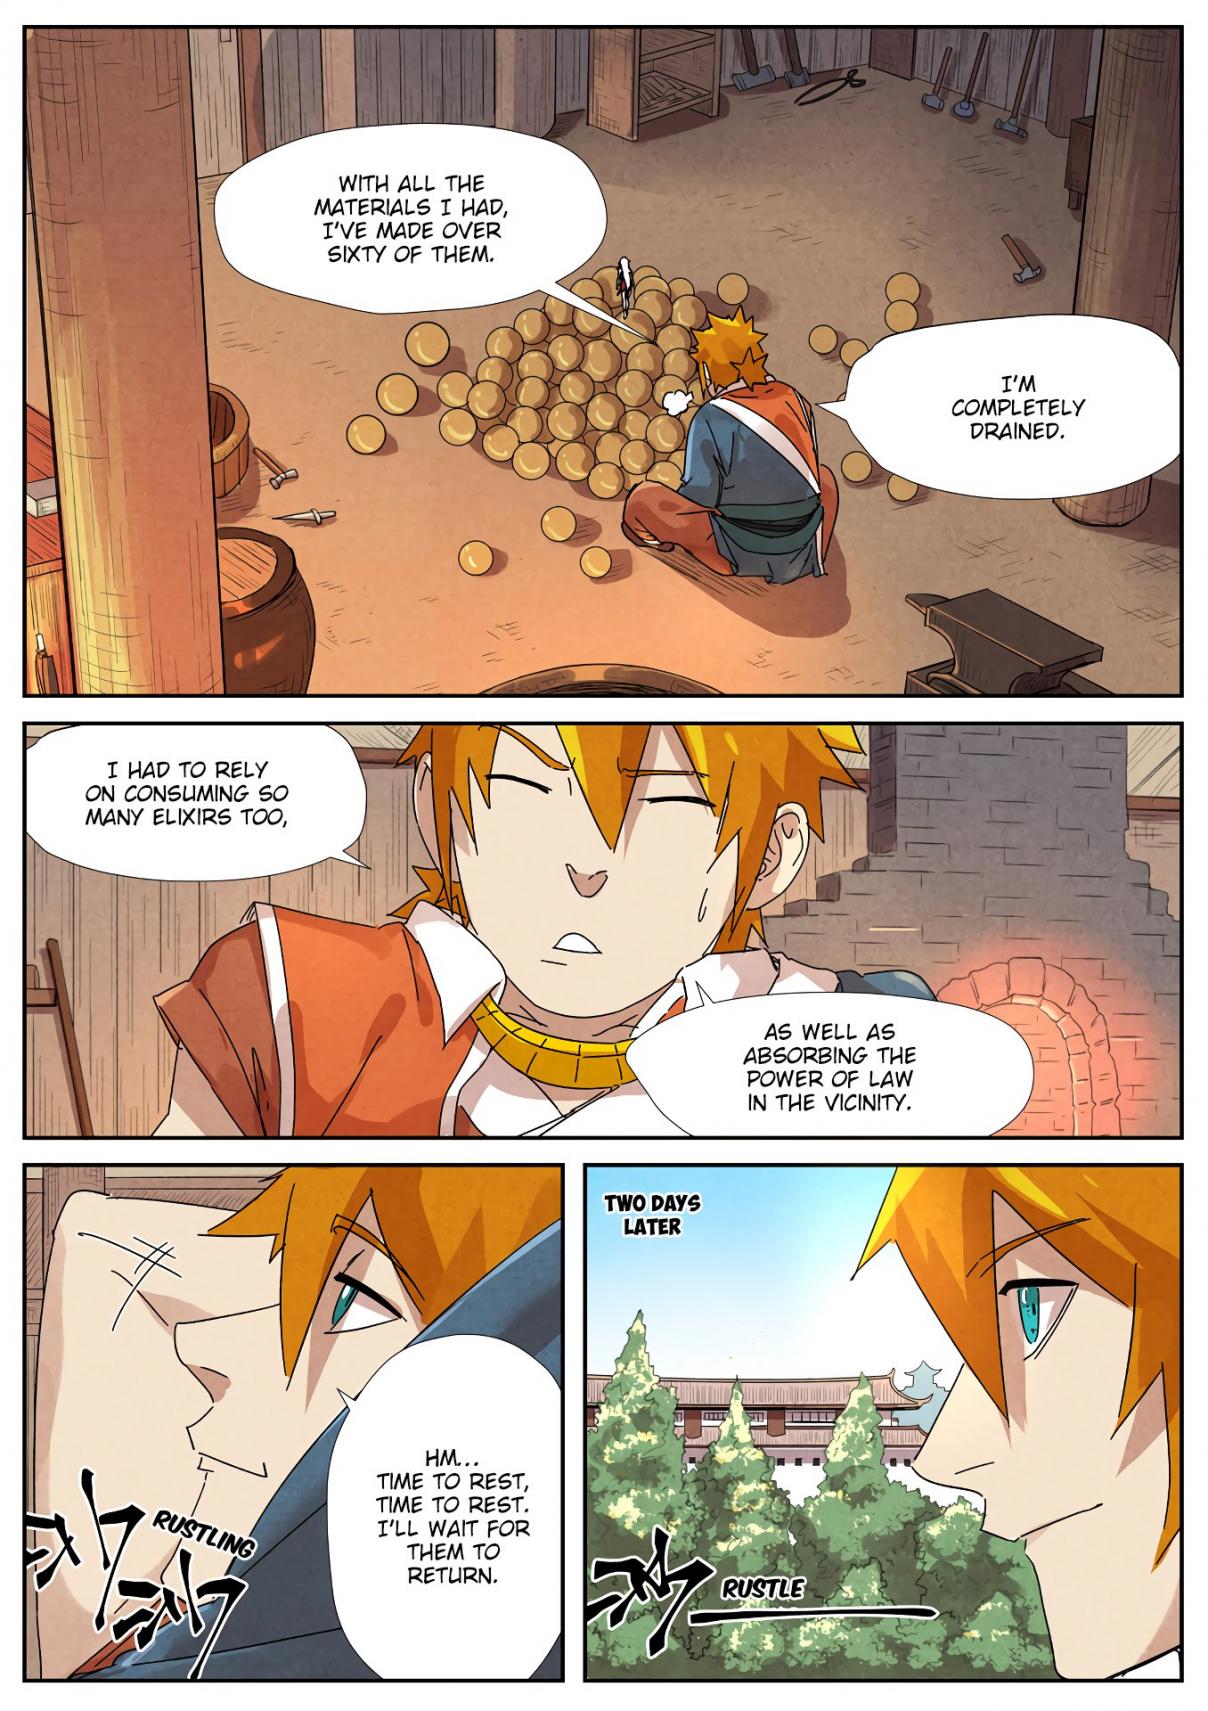 WITH ALL THE
MATERIALS I HAD,
I'VE MADE OVER
SIXTY OF THEM.
I'M
COMPLETELY
DRAINED.
I HAD TO RELY
ON CONSUMING SO
MANY ELIXIRS TOO,
AS WELL AS
ABSORBING THE
POWER OF LAW
IN THE VICINITY.
HM...
TIME TO REST,
TIME TO REST.
I'LL WAIT FOR
THEM TO
RETURN.
RUSTLING
TWO DAYS
LATER
RUSTLE